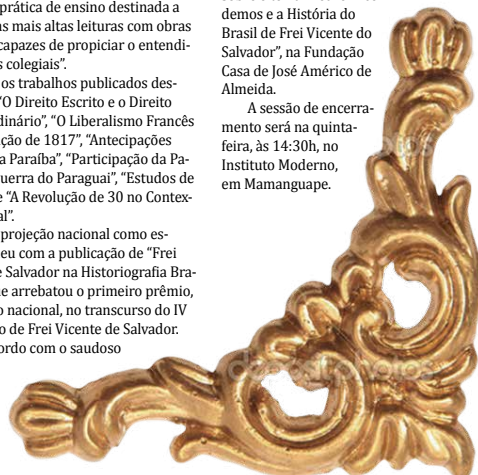 prática de ensino destinada a
s mais altas leituras com obras
capazes de propiciar o entendi-
s colegiais”.
os trabalhos publicados des-
“O Direito Escrito e o Direito
dinário”, “O Liberalismo Francês
ção de 1817”, “Antecipações
a Paraíba”, “Participação da Pa-
uerra do Paraguai”, “Estudos de
e “A Revolução de 30 no Contex-
al”.
projeção nacional como es-
eu com a publicação de “Frei
e Salvador na Historiografia Bra-
ue arrebatou o primeiro prêmio,
o nacional, no transcurso do IV
o de Frei Vicente de Salvador.
ordo com o saudoso
demos e a História do
Brasil de Frei Vicente do
Salvador”, na Fundação
Casa de José Américo de
Almeida.
A sessão de encerra-
mento será na quinta-
feira, às 14:30h, no
Instituto Moderno,
em Mamanguape.
depositphotos